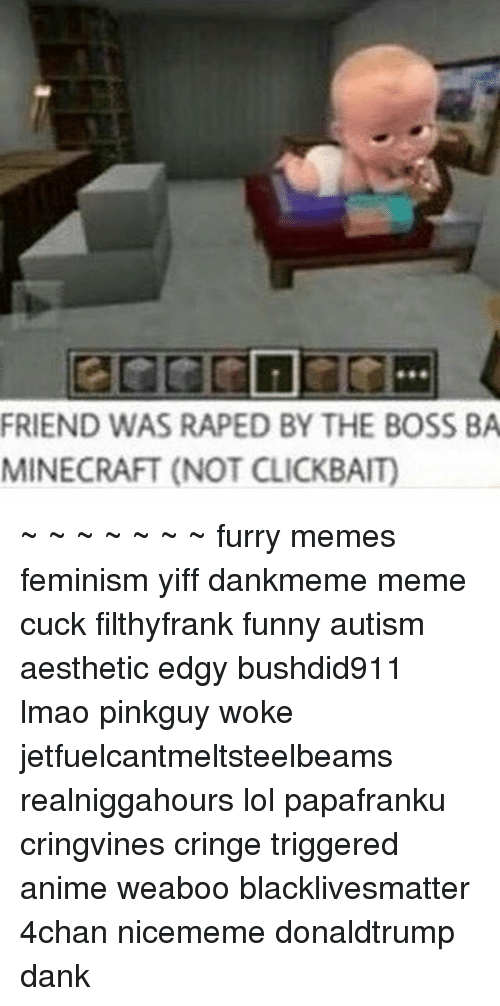 FRIEND WAS RAPED BY THE BOSS BA
MINECRAFT (NOT CLICKBAIT)
~ ~ ~ ~ ~ ~ ~ furry memes
feminism yiff dankmeme meme
cuck filthyfrank funny autism
aesthetic edgy bushdid911
lmao pinkguy woke
jetfuelcantmeltsteelbeams
realniggahours lol papafranku
cringvines cringe triggered
anime weaboo blacklivesmatter
4chan nicememe donaldtrump
dank